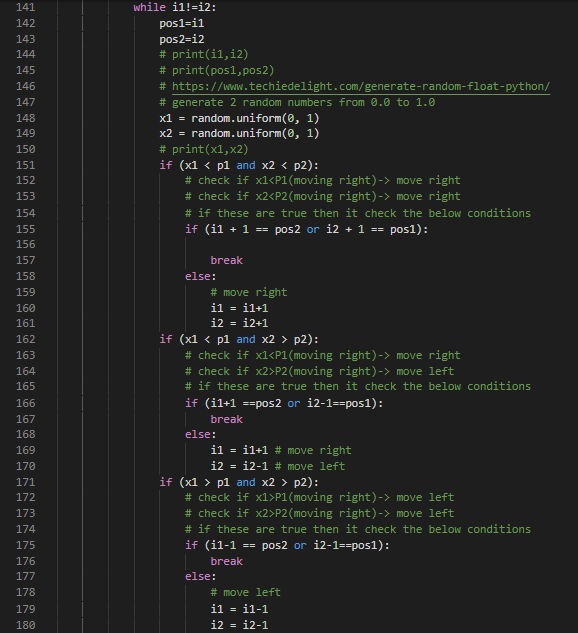 141 while i1!=i2:
142 pos1=i1
143 pos2=i2
144 # print(i1,i2)
145 # print(pos1,pos2)
146 # https://www.techiedelight.com/generate-random-float-python/
147 # generate 2 random numbers from 0.0 to 1.0
148 x1 = random.uniform(0, 1)
149 x2 = random.uniform(0, 1)
150 # print(x1,x2)
151 if (x1 < p1 and x2 < p2):
152 # check if x1<P1(moving right)-> move right
153 # check if x2<P2(moving right)-> move right
154 # if these are true then it check the below conditions
155 if (i1 + 1 == pos2 or i2 + 1 == pos1):
156
157 break
158 else:
159 # move right
160 i1 = i1+1
161 i2 = i2+1
162 if (x1 < p1 and x2 > p2):
163 # check if x1<P1(moving right)-> move right
164 # check if x2>P2(moving right)-> move left
165 # if these are true then it check the below conditions
166 if (i1+1 ==pos2 or i2-1==pos1):
167 break
168 else:
169 i1 = i1+1 # move right
170 i2 = i2-1 # move left
171 if (x1 > p1 and x2 > p2):
172 # check if x1>P1(moving right)-> move left
173 # check if x2>P2(moving right)-> move left
174 # if these are true then it check the below conditions
175 if (i1-1 == pos2 or i2-1==pos1):
176 break
177 else:
178 # move left
179 i1 = i1-1
180 i2 = i2-1